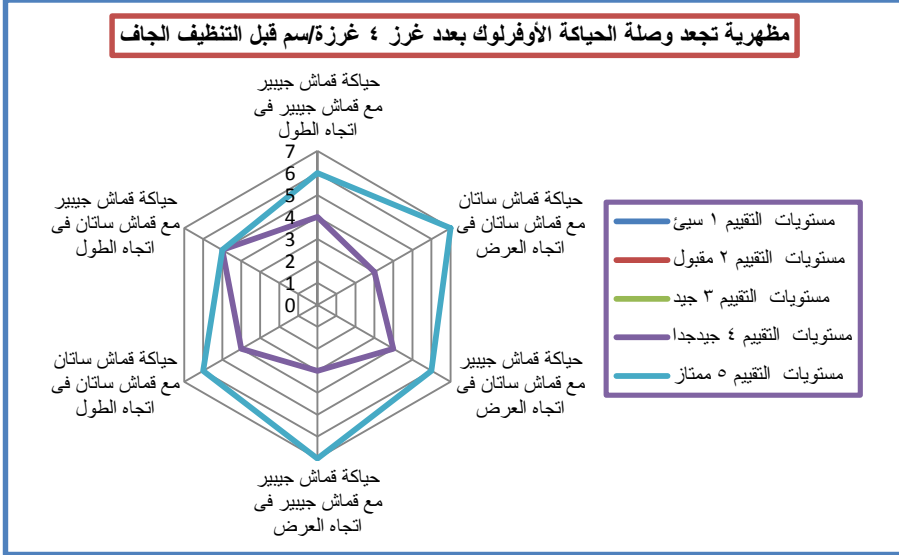 مظهرية تجعد وصلة الحياكة الأوفرلوك بعدد غرز ٤ غرزة/سم قبل التنظيف الجاف
حياكة قماش جيبير
مع قماش جيبير فى
اتجاه الطول
حياكة قماش ساتان
مع قماش ساتان فى
اتجاه العرض
حياكة قماش جيبير
مع قماش ساتان فى
اتجاه العرض
حياكة قماش جيبير
مع قماش جيبير فى
اتجاه العرض
حياكة قماش ساتان
مع قماش ساتان فى
اتجاه الطول
حياكة قماش جيبير
مع قماش ساتان فى
اتجاه الطول
7
6
5
4
3
2
1
0
مستويات التقييم ١ سيئ
مستويات التقييم ٢ مقبول
مستويات التقييم ٣ جيد
مستويات التقييم ٤ جيدجدا
مستويات التقييم ٥ ممتاز